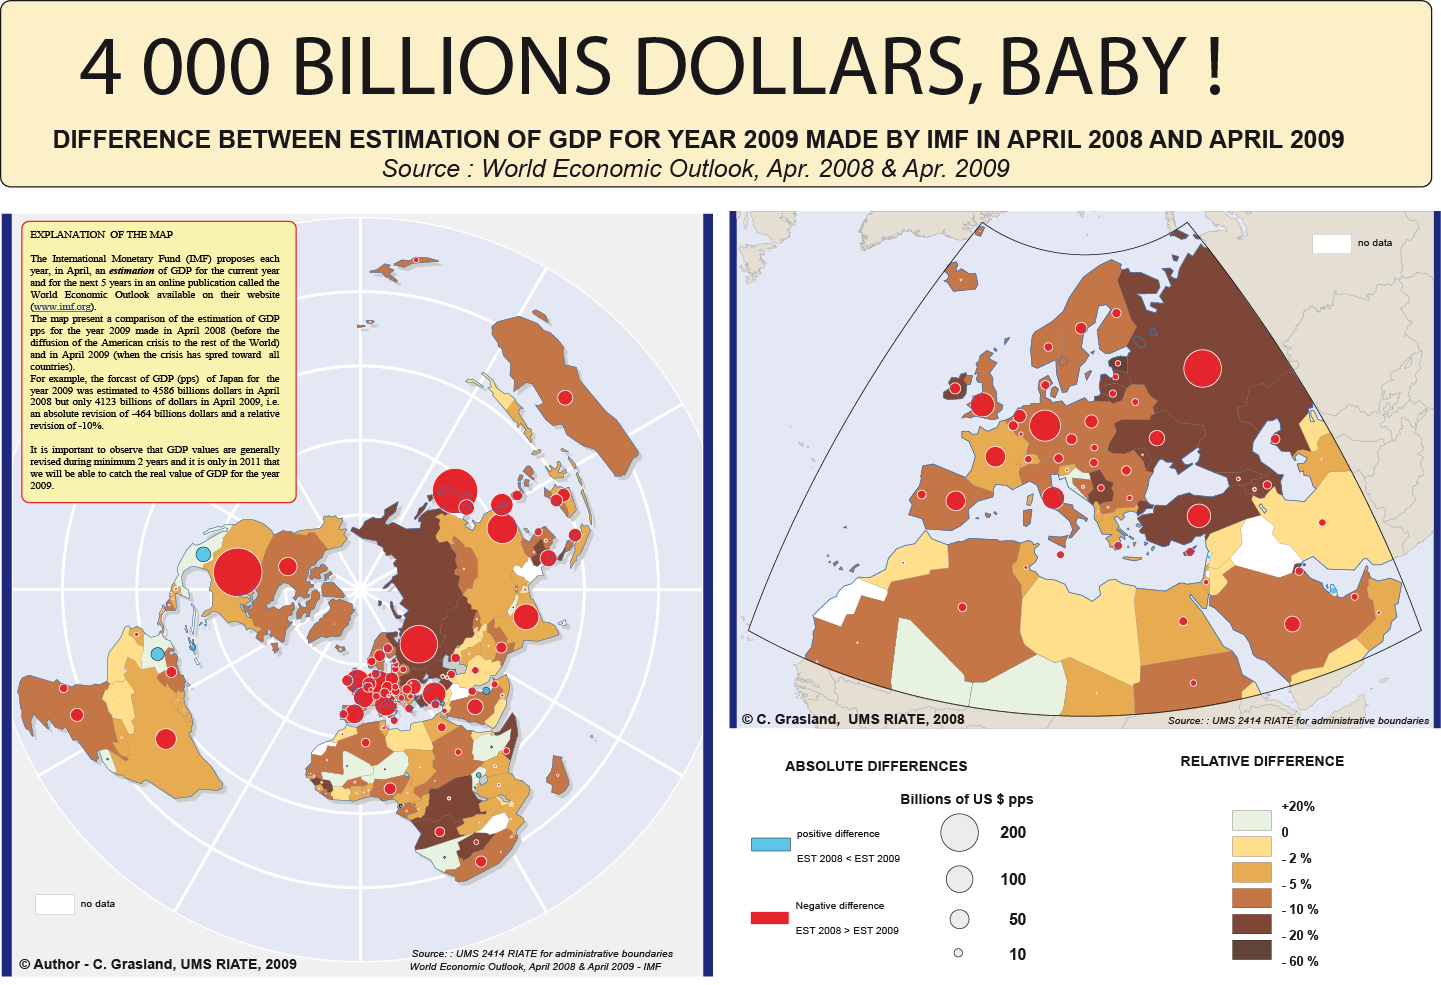 4 000 BILLIONS DOLLARS, BABY !
DIFFERENCE BETWEEN ESTIMATION OF GDP FOR YEAR 2009 MADE BY IMF IN APRIL 2008 AND APRIL 2009
Source : World Economic Outlook, Apr. 2008 & Apr. 2009
EXPLANATION OF THE MAP
The International Monetary Fund (IMF) proposes each
year, in April, an estimation of GDP for the current year
and for the next 5 years in an online publication called the
World Economic Outlook available on their website
(www.imf.org).
The map present a comparison of the estimation of GDP
pps for the year 2009 made in April 2008 (before the
diffusion of the American crisis to the rest of the World)
and in April 2009 (when the crisis has spred toward all
countries).
For example, the forcast of GDP (pps) of Japan for the
year 2009 was estimated to 4586 billions dollars in April
2008 but only 4123 billions of dollars in April 2009, i.e.
an absolute revision of -464 billions dollars and a relative
revision of -10%.
It is important to observe that GDP values are generally
revised during minimum 2 years and it is only in 2011 that
we will be able to catch the real value of GDP for the year
2009.
no data
© Author - C. Grasland, UMS RIATE, 2009
Source: : UMS 2414 RIATE for administrative boundaries
World Economic Outlook, April 2008 & April 2009 - IMF
no data
© C. Grasland, UMS RIATE, 2008
Source: : UMS 2414 RIATE for administrative boundaries
ABSOLUTE DIFFERENCES
Billions of US $ pps
positive difference
EST 2008 < EST 2009
Negative difference
EST 2008 > EST 2009
200
100
50
10
RELATIVE DIFFERENCE
+20%
0
- 2 %
- 5 %
- 10 %
- 20 %
- 60 %